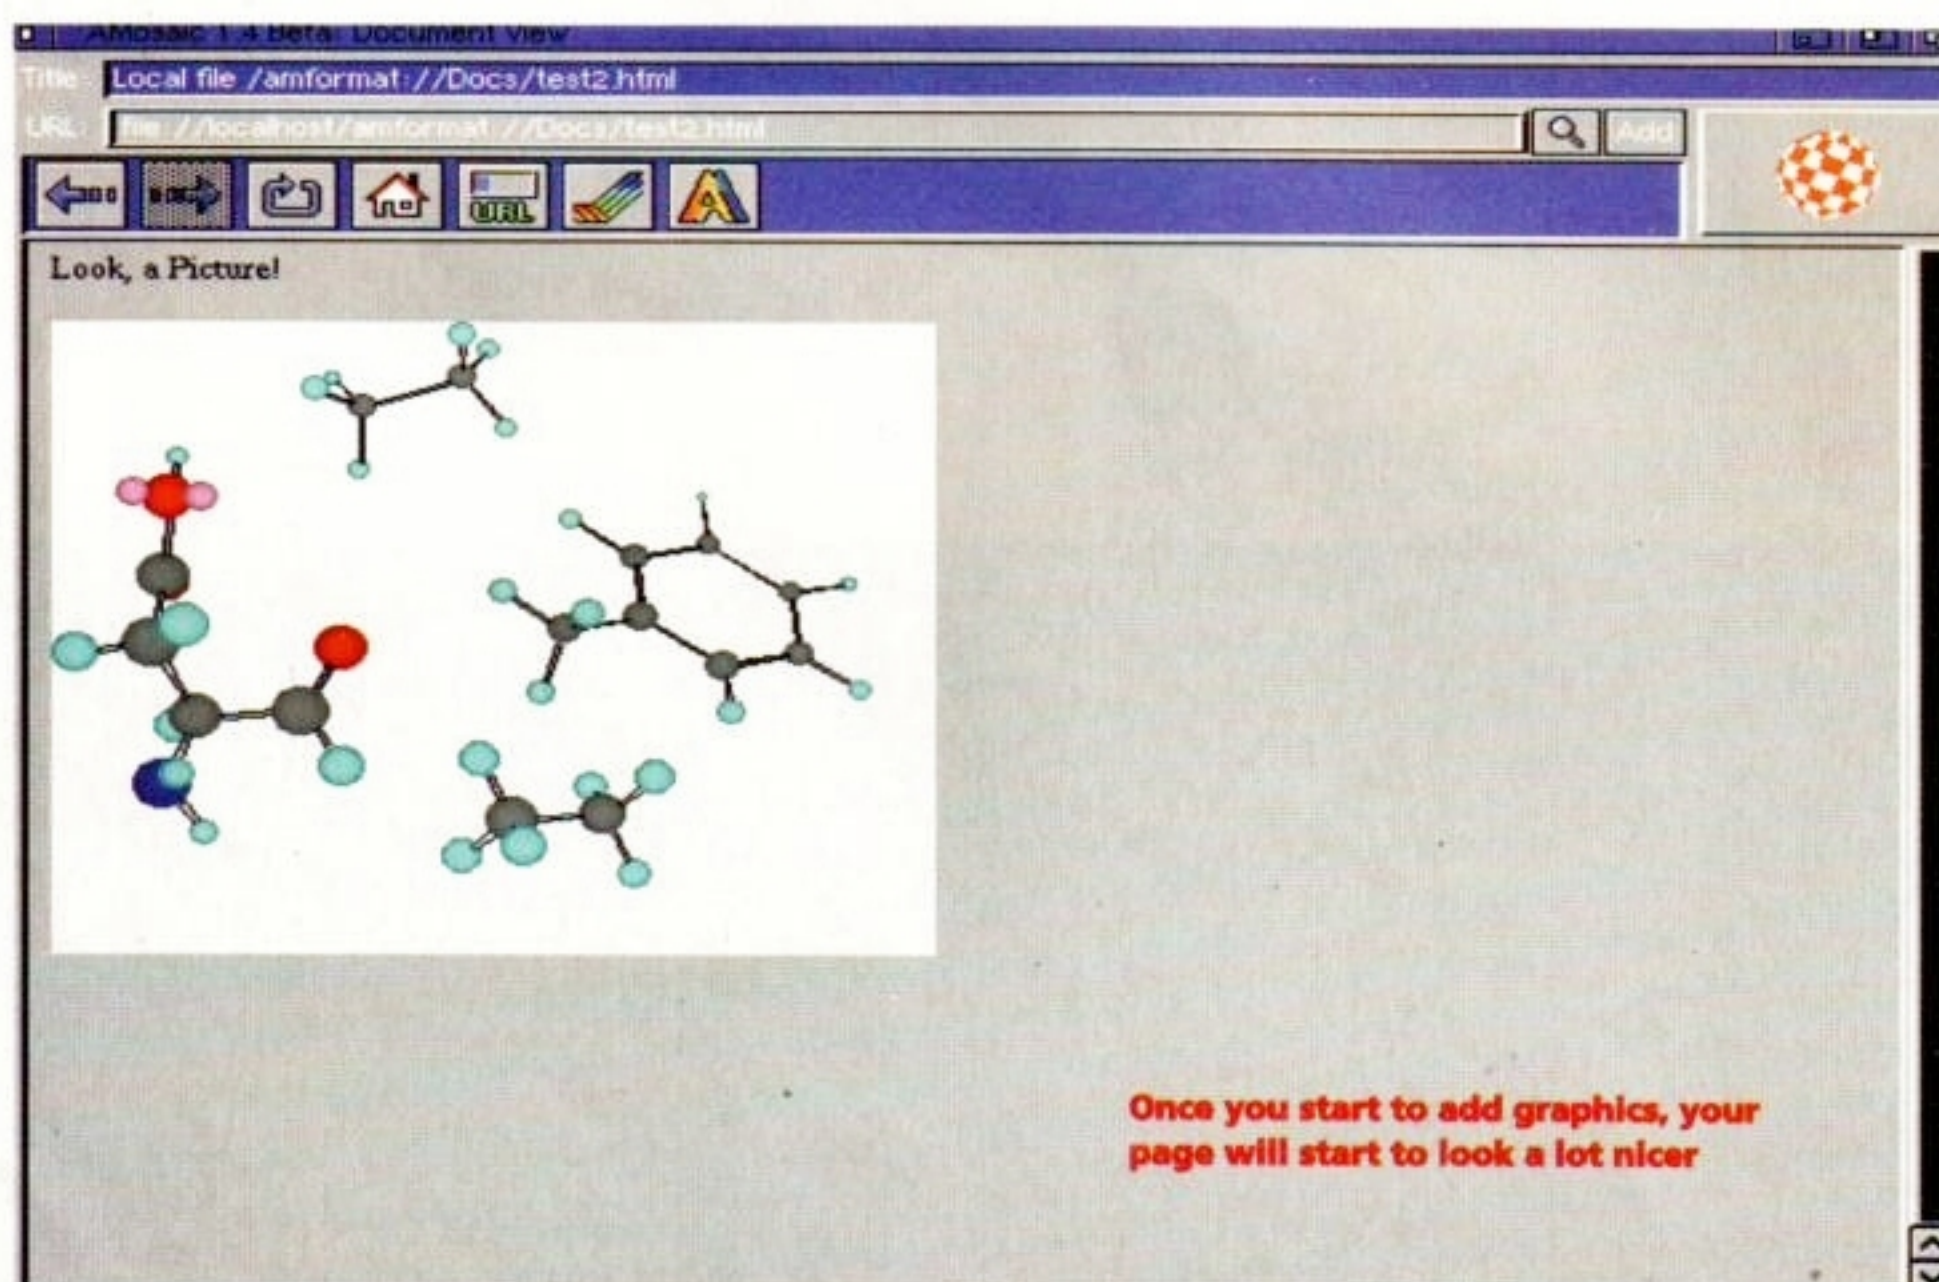 AMosaic 1.4 Beta: Document View
Title: Local file /amformat://Docs/test2.html
URL: file://localhost/amformat://Docs/test2.html
Add
URL
A
Look, a Picture!
Once you start to add graphics, your
page will start to look a lot nicer